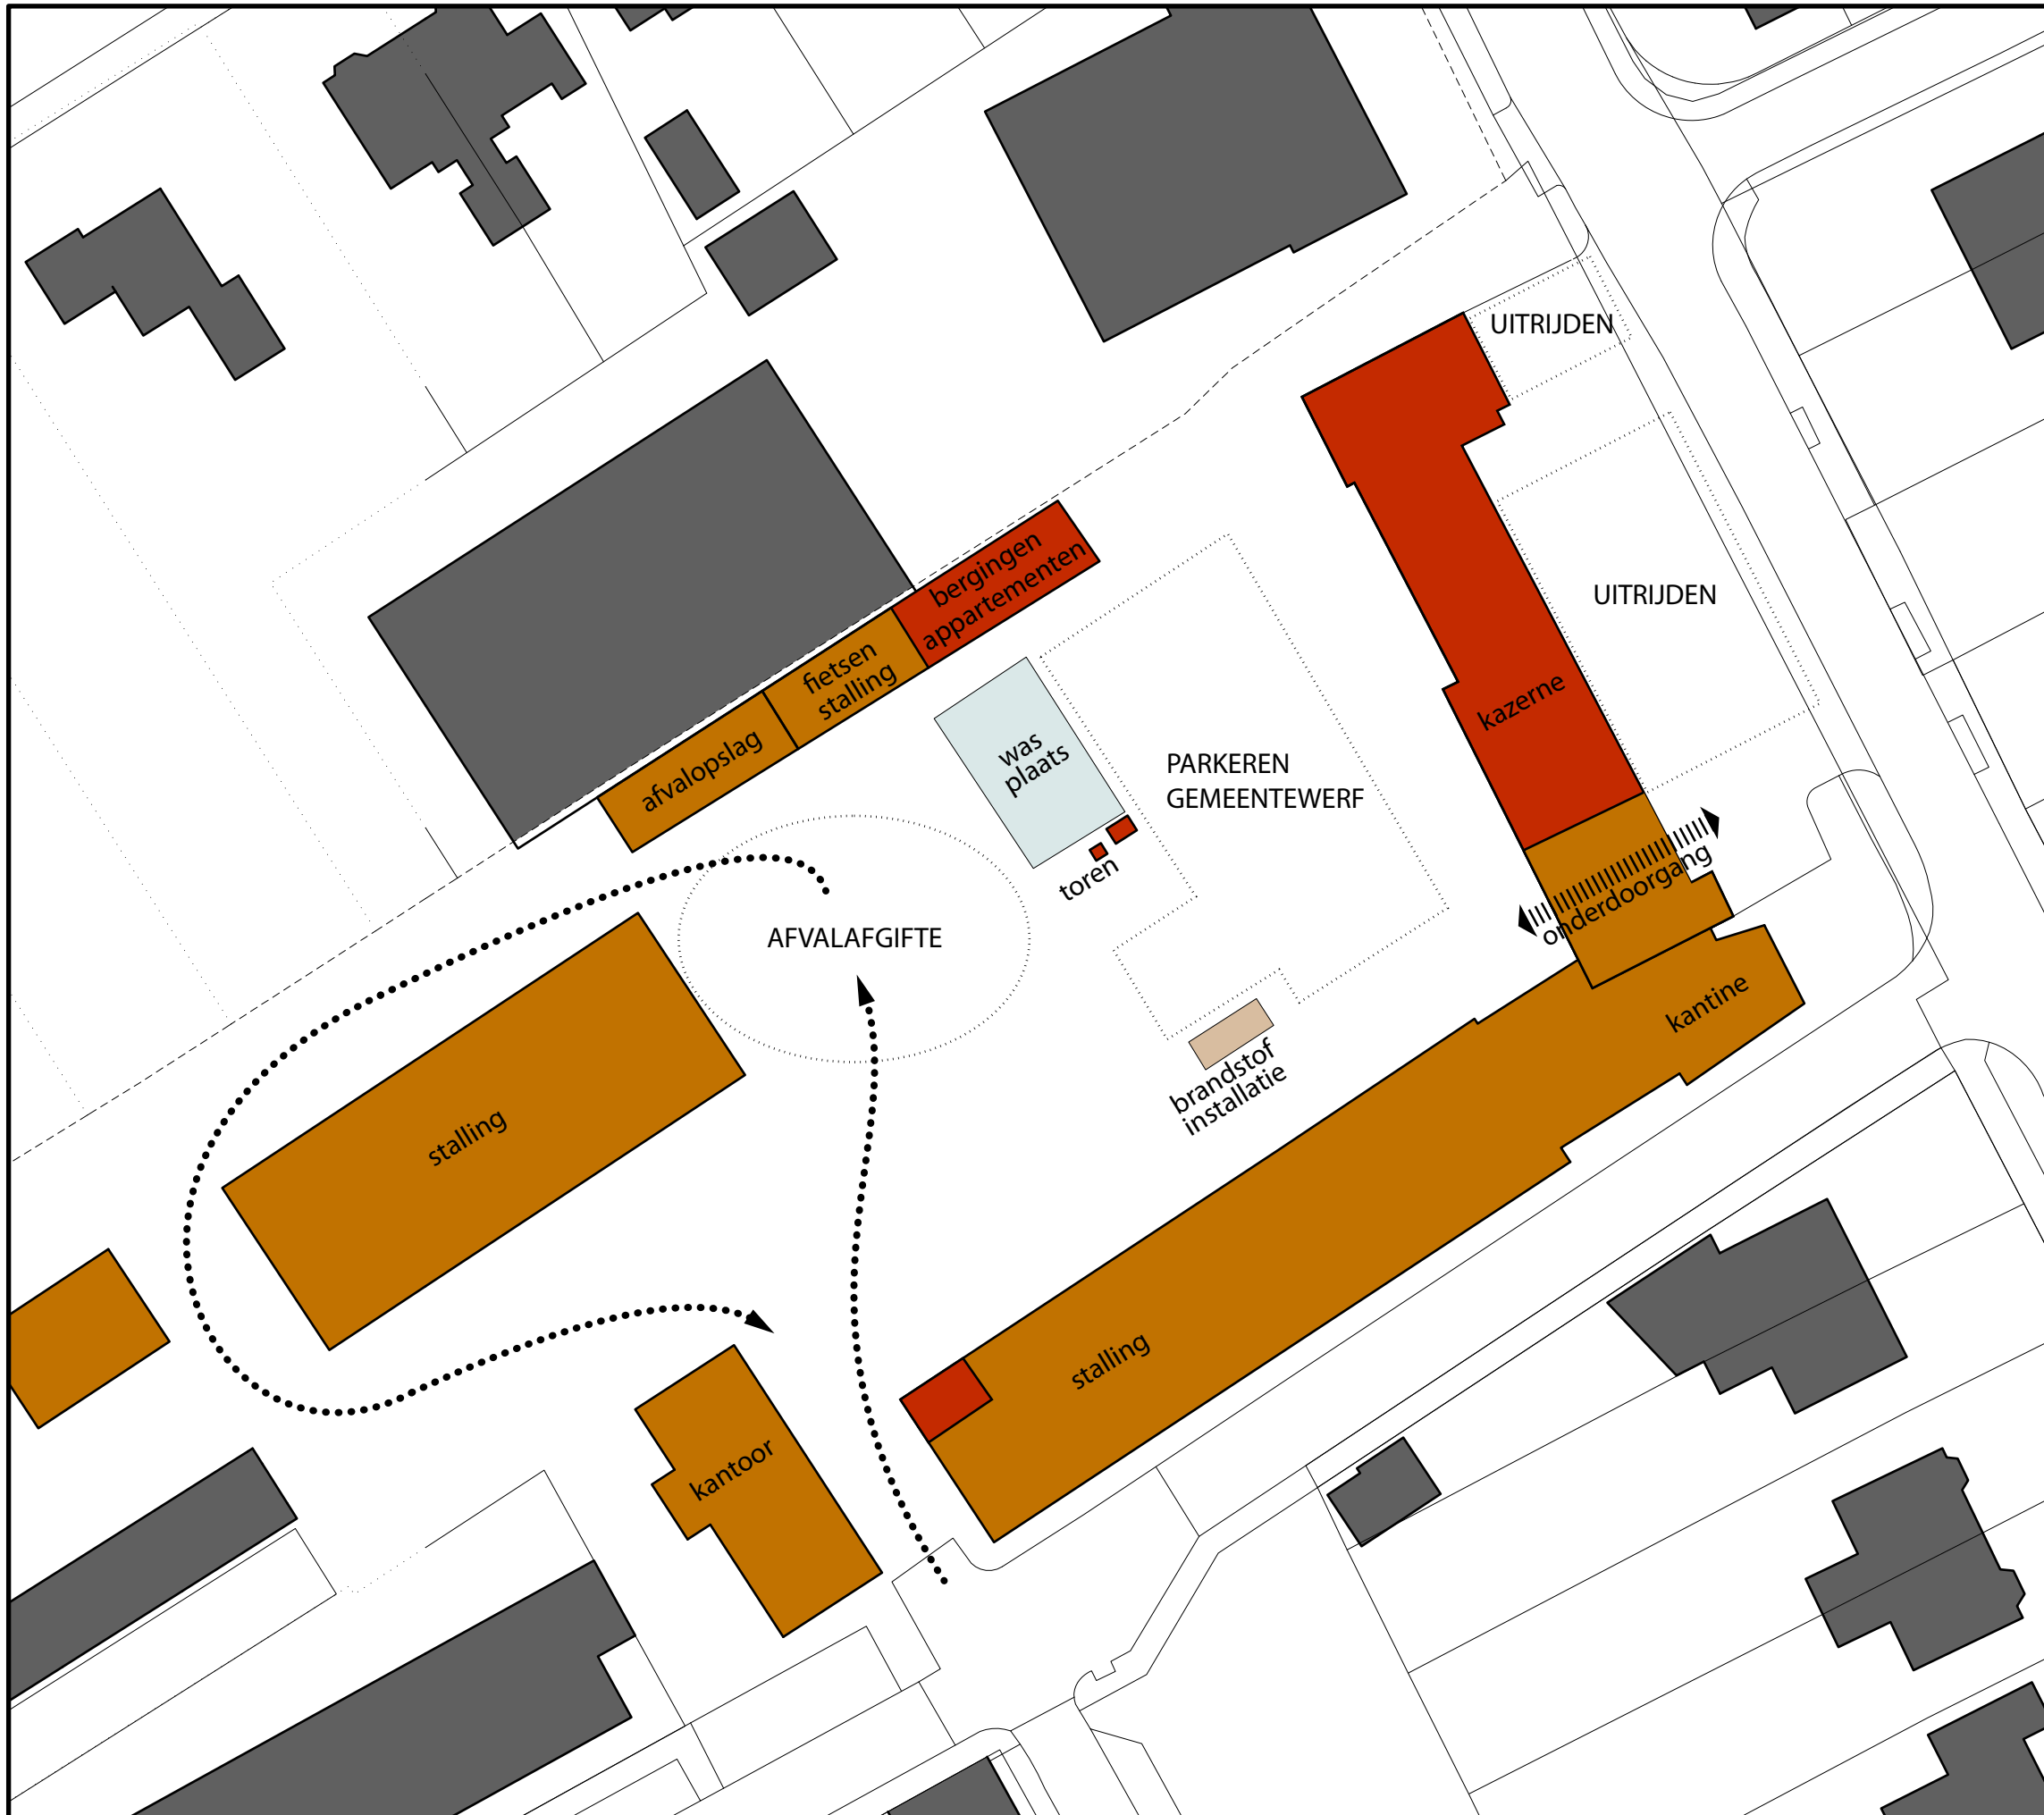 UITRIJDEN
bergingen
appartementen
UITRIJDEN
fietsen
stalling
kazerne
was
plaats
afvalopslag
PARKEREN
GEMEENTEWERF
toren
onderdoorgang
AFVALAFGIFTE
kantine
brandstof
installatie
stalling
stalling
kantoor